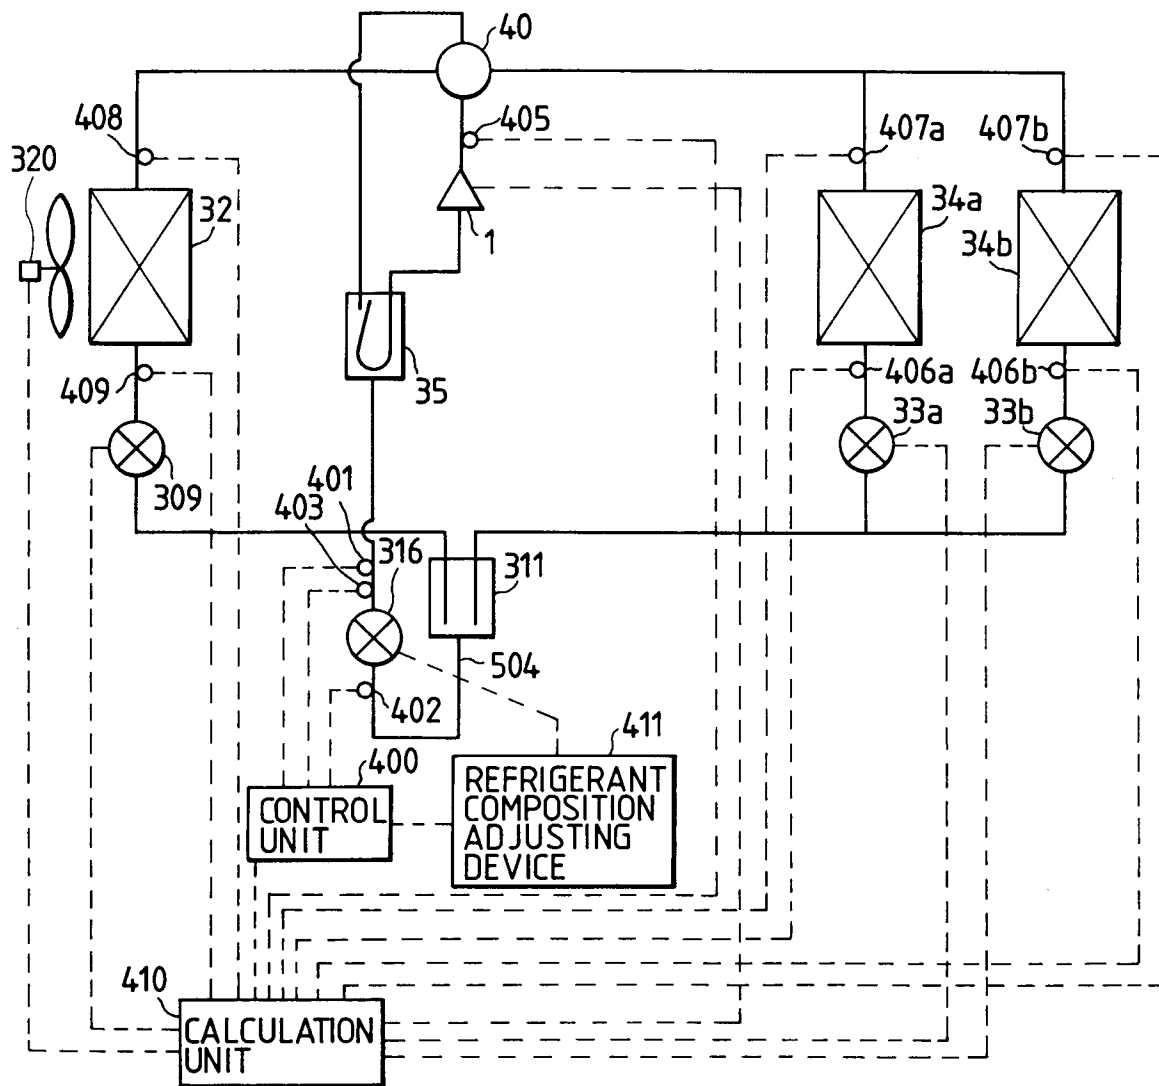 40
408
405
407a
407b
320
32
34a
34b
1
35
409
406a
406b
33a
33b
309
401
403
316
311
504
402
411
400
REFRIGERANT
COMPOSITION
ADJUSTING
DEVICE
CONTROL
UNIT
410
CALCULATION
UNIT